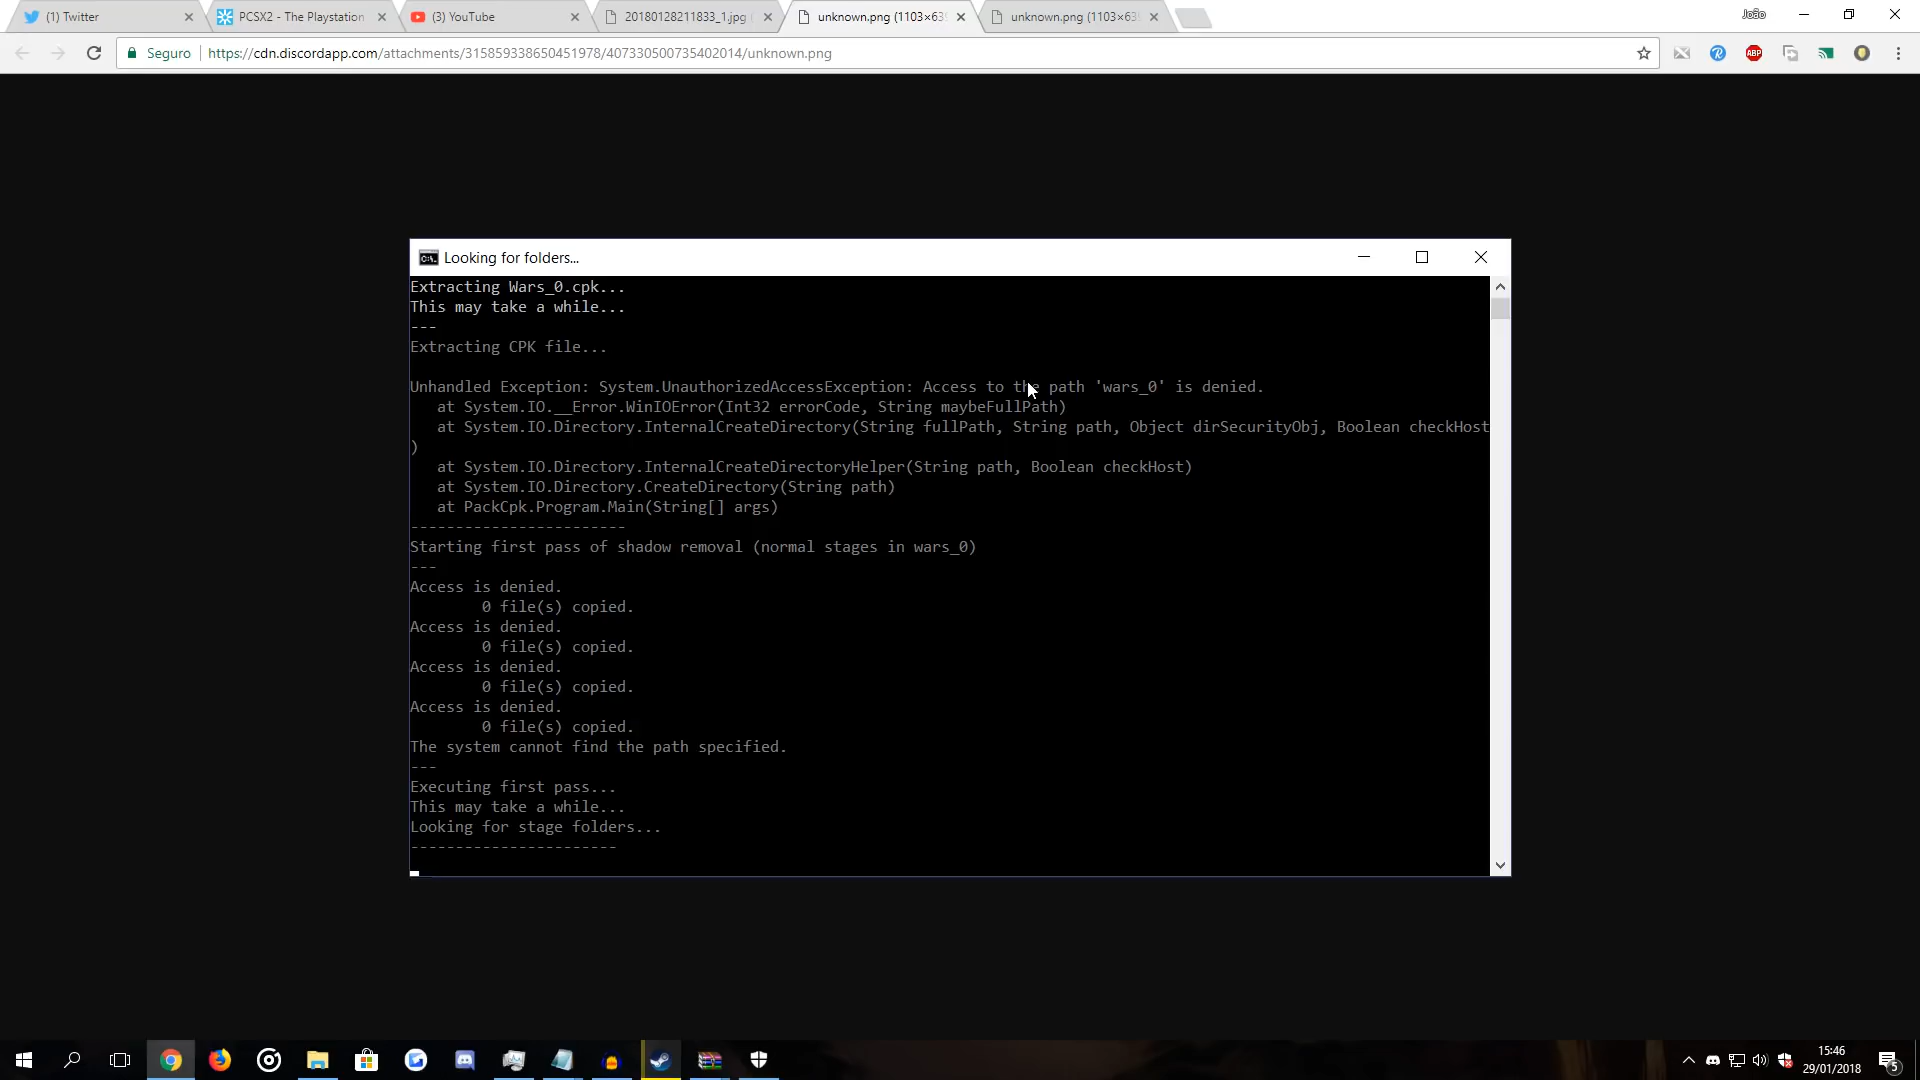 (1) Twitter
PCSX2 - The Playstation
(3) YouTube
20180128211833_1.jpg (
unknown.png (1103×639
unknown.png (1103×63
João
Seguro
https://cdn.discordapp.com/attachments/315859338650451978/407330500735402014/unknown.png
ABP
C:\.
Looking for folders...
Extracting Wars_0.cpk...
This may take a while...
---
Extracting CPK file...
Unhandled Exception: System.UnauthorizedAccessException: Access to the path 'wars_0' is denied.
at System.IO.__Error.WinIOError(Int32 errorCode, String maybeFullPath)
at System.IO.Directory.InternalCreateDirectory(String fullPath, String path, Object dirSecurityObj, Boolean checkHost
)
at System.IO.Directory.InternalCreateDirectoryHelper(String path, Boolean checkHost)
at System.IO.Directory.CreateDirectory(String path)
at PackCpk.Program.Main(String[] args)
------------------------
Starting first pass of shadow removal (normal stages in wars_0)
---
Access is denied.
0 file(s) copied.
Access is denied.
0 file(s) copied.
Access is denied.
0 file(s) copied.
Access is denied.
0 file(s) copied.
The system cannot find the path specified.
---
Executing first pass...
This may take a while...
Looking for stage folders...
-----------------------
15:46
29/01/2018
5